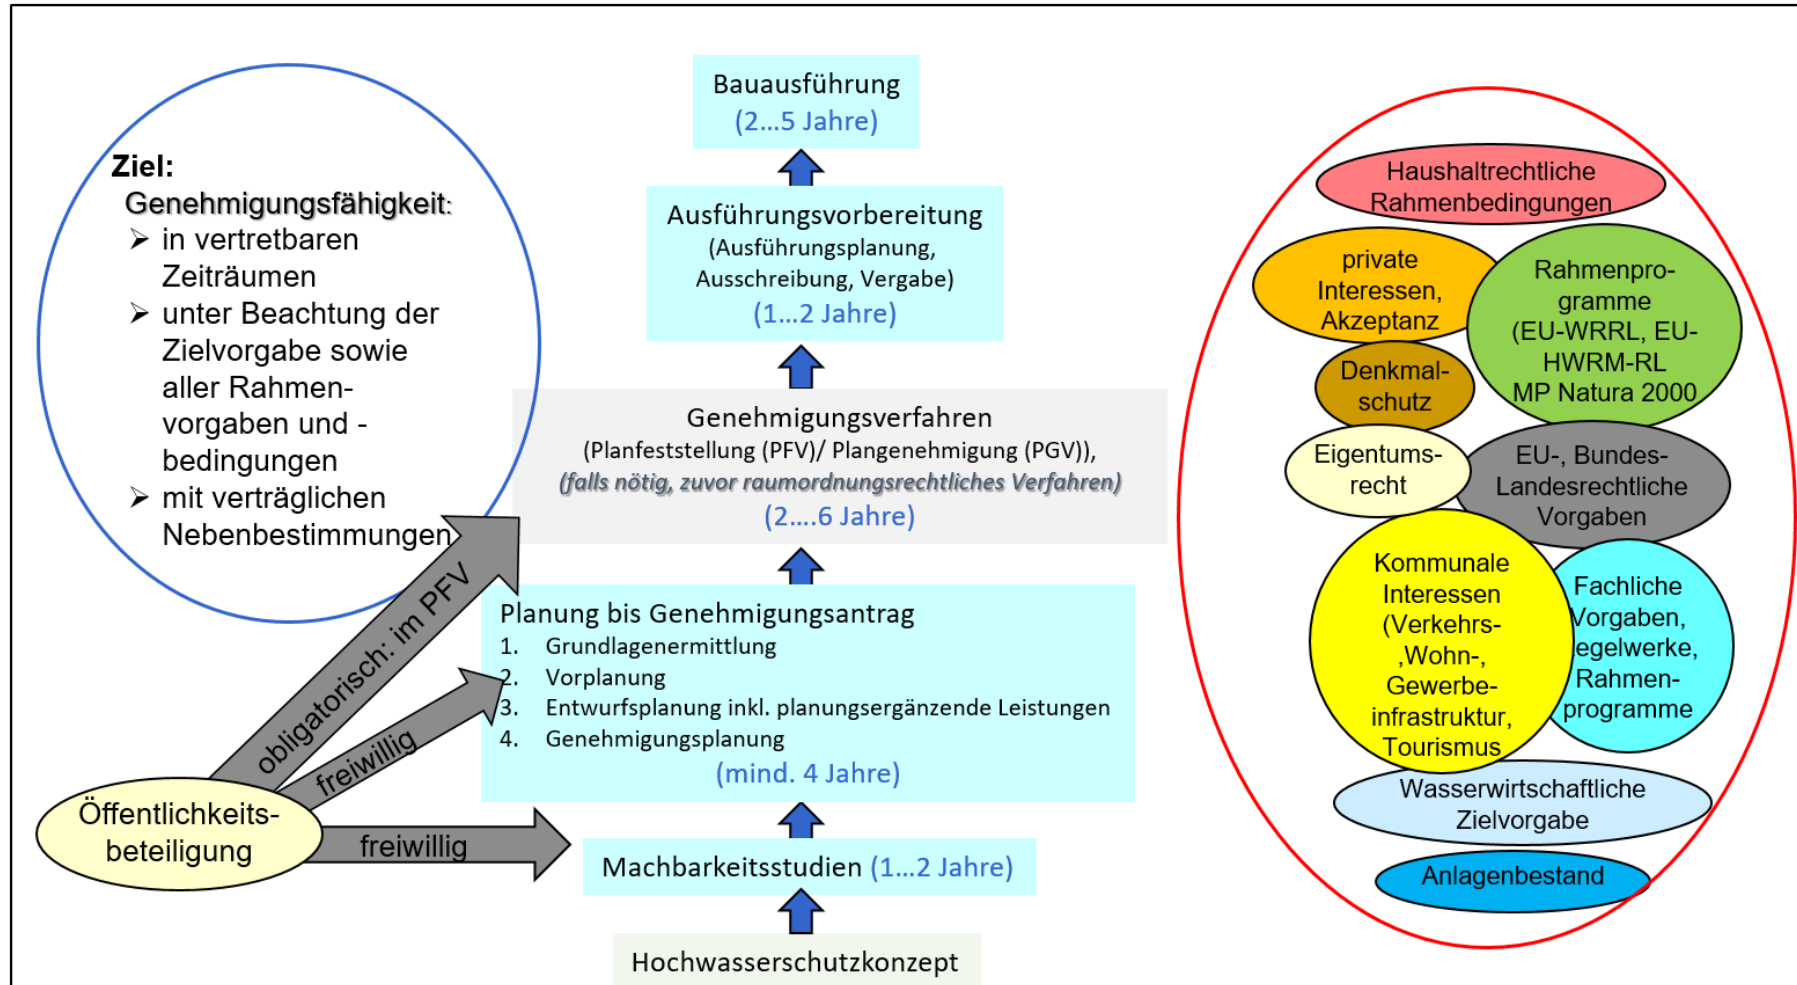 Ziel:
Genehmigungsfähigkeit:
➢ in vertretbaren
Zeiträumen
➢ unter Beachtung der
Zielvorgabe sowie
aller Rahmen-
vorgaben und -
bedingungen
➢ mit verträglichen
Nebenbestimmungen
obligatorisch: im PFV
freiwillig
freiwillig
Öffentlichkeits-
beteiligung
Bauausführung
(2…5 Jahre)
Ausführungsvorbereitung
(Ausführungsplanung,
Ausschreibung, Vergabe)
(1…2 Jahre)
Genehmigungsverfahren
(Planfeststellung (PFV)/ Plangenehmigung (PGV)),
(falls nötig, zuvor raumordnungsrechtliches Verfahren)
(2….6 Jahre)
Planung bis Genehmigungsantrag
1. Grundlagenermittlung
2. Vorplanung
3. Entwurfsplanung inkl. planungsergänzende Leistungen
4. Genehmigungsplanung
(mind. 4 Jahre)
Machbarkeitsstudien (1…2 Jahre)
Hochwasserschutzkonzept
Haushaltrechtliche
Rahmenbedingungen
private
Interessen,
Akzeptanz
Rahmenpro-
gramme
(EU-WRRL, EU-
HWRM-RL
MP Natura 2000
Denkmal-
schutz
Eigentums-
recht
EU-, Bundes-
Landesrechtliche
Vorgaben
Kommunale
Interessen
(Verkehrs-
,Wohn-,
Gewerbe-
infrastruktur,
Tourismus
Fachliche
Vorgaben,
egelwerke,
Rahmen-
programme
Wasserwirtschaftliche
Zielvorgabe
Anlagenbestand